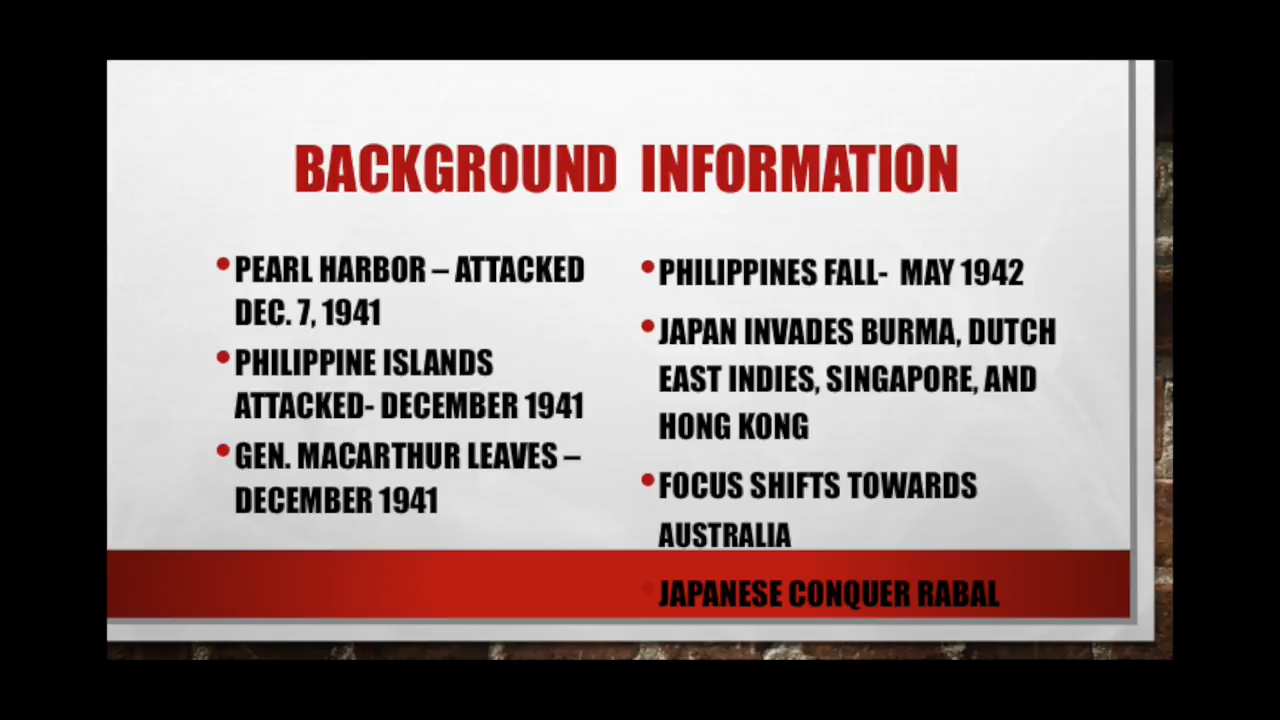 BACKGROUND INFORMATION
•PEARL HARBOR – ATTACKED
DEC. 7, 1941
•PHILIPPINE ISLANDS
ATTACKED- DECEMBER 1941
•GEN. MACARTHUR LEAVES –
DECEMBER 1941
•PHILIPPINES FALL- MAY 1942
•JAPAN INVADES BURMA, DUTCH
EAST INDIES, SINGAPORE, AND
HONG KONG
•FOCUS SHIFTS TOWARDS
AUSTRALIA
•JAPANESE CONQUER RABAL